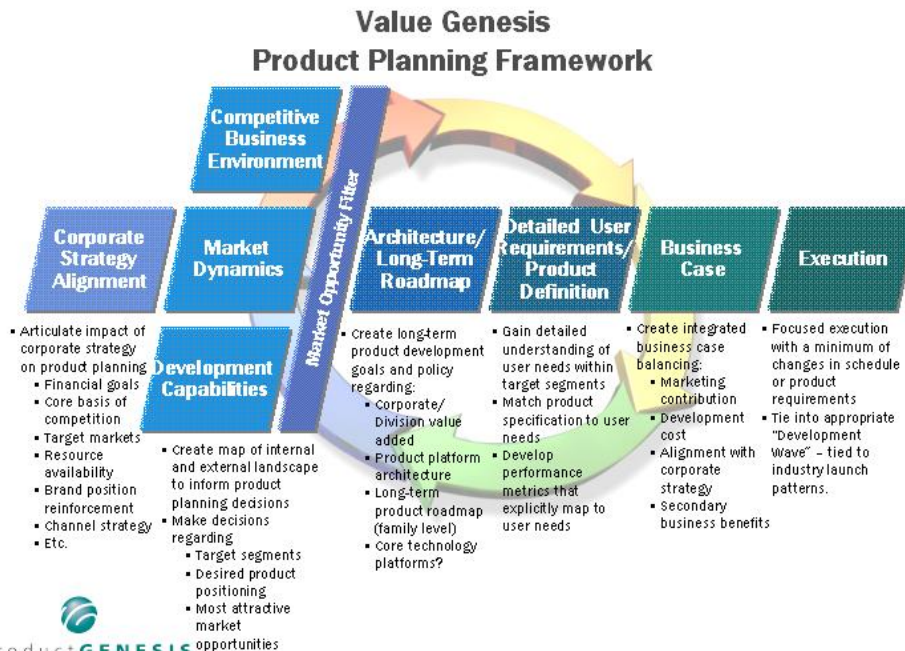 Value Genesis
Product Planning Framework
Competitive
Business
Environment
Market Opportunity Filter
Corporate
Strategy
Alignment
Market
Dynamics
Development
Capabilities
Architecture/
Long-Term
Roadmap
Detailed User
Requirements/
Product
Definition
Business
Case
Execution
▪ Articulate impact of
corporate strategy
on product planning
▪ Financial goals
▪ Core basis of
competition
▪ Target markets
▪ Resource
availability
▪ Brand position
reinforcement
▪ Channel strategy
▪ Etc.
▪ Create map of internal
and external landscape
to inform product
planning decisions
▪ Make decisions
regarding
▪ Target segments
▪ Desired product
positioning
▪ Most attractive
market
opportunities
▪ Create long-term
product development
goals and policy
regarding:
▪ Corporate/
Division value
added
▪ Product platform
architecture
▪ Long-term
product roadmap
(family level)
▪ Core technology
platforms?
▪ Gain detailed
understanding of
user needs within
target segments
▪ Match product
specification to user
needs
▪ Develop
performance
metrics that
explicitly map to
user needs
▪ Create integrated
business case
balancing:
▪ Marketing
contribution
▪ Development
cost
▪ Alignment with
corporate
strategy
▪ Secondary
business benefits
▪ Focused execution
with a minimum of
changes in schedule
or product
requirements
▪ Tie into appropriate
"Development
Wave" – tied to
industry launch
patterns.
GENESIS